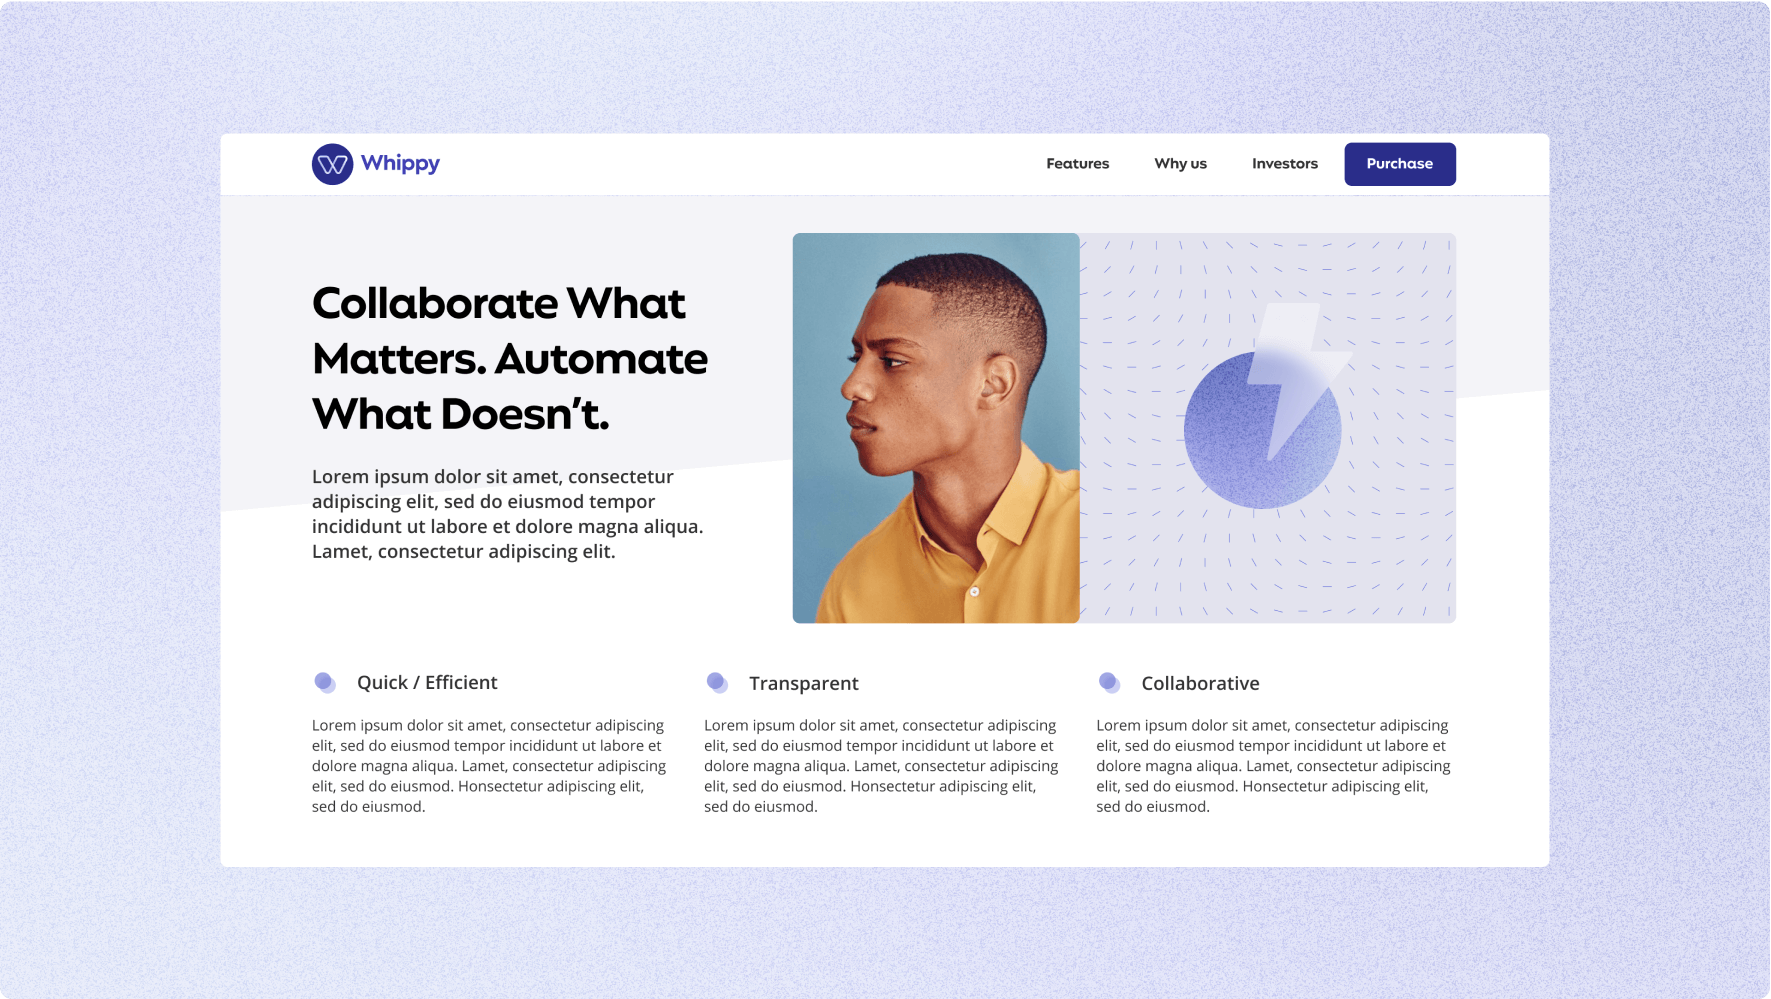 Whippy
Features
Why us
Investors
Purchase
Collaborate What
Matters. Automate
What Doesn't.
Lorem ipsum dolor sit amet, consectetur
adipiscing elit, sed do eiusmod tempor
incididunt ut labore et dolore magna aliqua.
Lamet, consectetur adipiscing elit.
Quick / Efficient
Lorem ipsum dolor sit amet, consectetur adipiscing
elit, sed do eiusmod tempor incididunt ut labore et
dolore magna aliqua. Lamet, consectetur adipiscing
elit, sed do eiusmod. Honsectetur adipiscing elit,
sed do eiusmod.
Transparent
Lorem ipsum dolor sit amet, consectetur adipiscing
elit, sed do eiusmod tempor incididunt ut labore et
dolore magna aliqua. Lamet, consectetur adipiscing
elit, sed do eiusmod. Honsectetur adipiscing elit,
sed do eiusmod.
Collaborative
Lorem ipsum dolor sit amet, consectetur adipiscing
elit, sed do eiusmod tempor incididunt ut labore et
dolore magna aliqua. Lamet, consectetur adipiscing
elit, sed do eiusmod. Honsectetur adipiscing elit,
sed do eiusmod.